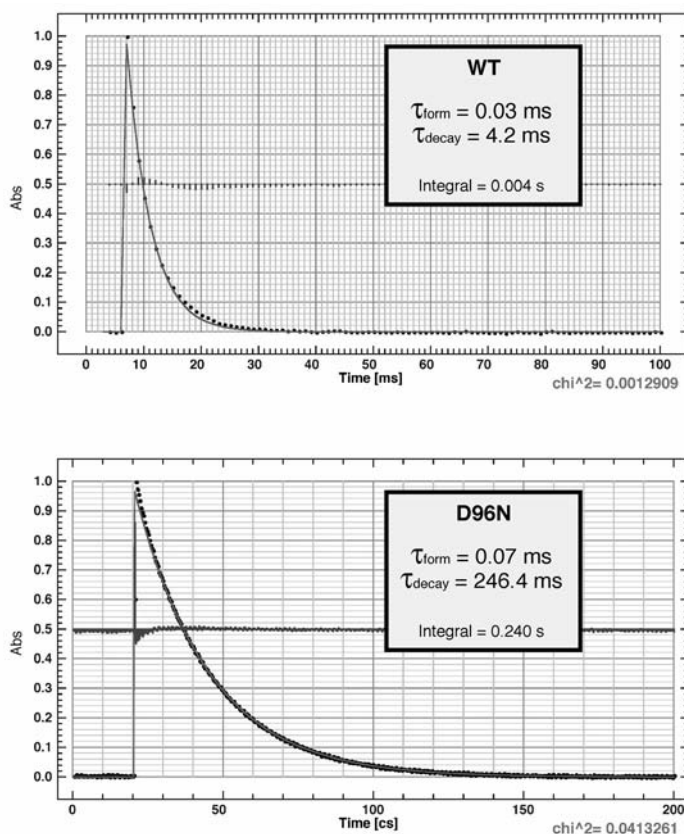 1.0
0.9
0.8
0.7
0.6
0.5
0.4
0.3
0.2
0.1
0.0
Abs
WT
τform = 0.03 ms
τdecay = 4.2 ms
Integral = 0.004 s
0 10 20 30 40 50 60 70 80 90 100
Time [ms]
chi^2= 0.0012909
1.0
0.9
0.8
0.7
0.6
0.5
0.4
0.3
0.2
0.1
0.0
Abs
D96N
τform = 0.07 ms
τdecay = 246.4 ms
Integral = 0.240 s
0 50 100 150 200
Time [cs]
chi^2= 0.0413261